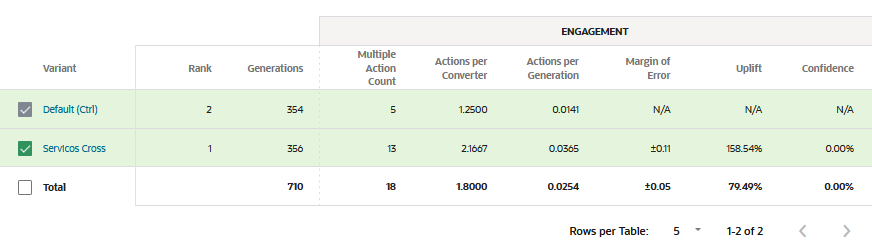 ENGAGEMENT
Variant Rank Generations Multiple Action Count Actions per Converter Actions per Generation Margin of Error Uplift Confidence
Default (Ctrl) 2 354 5 1.2500 0.0141 N/A N/A N/A
Servicos Cross 1 356 13 2.1667 0.0365 ±0.11 158.54% 0.00%
Total 710 18 1.8000 0.0254 ±0.05 79.49% 0.00%
Rows per Table: 5 1-2 of 2